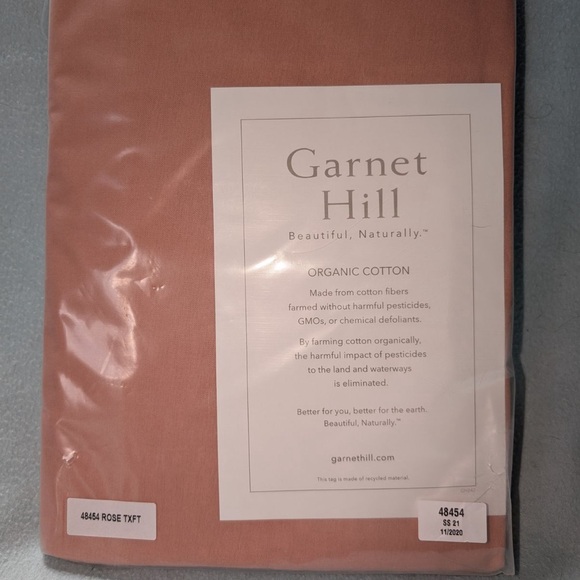 Garnet
Hill
Beautiful, Naturally.™
ORGANIC COTTON
Made from cotton fibers
farmed without harmful pesticides,
GMOs, or chemical defoliants.
By farming cotton organically,
the harmful impact of pesticides
to the land and waterways
is eliminated.
Better for you, better for the earth.
Beautiful, Naturally.™
garnethill.com
This tag is made of recycled material.
48454 ROSE TXFT
48454
SS 21
11/2020